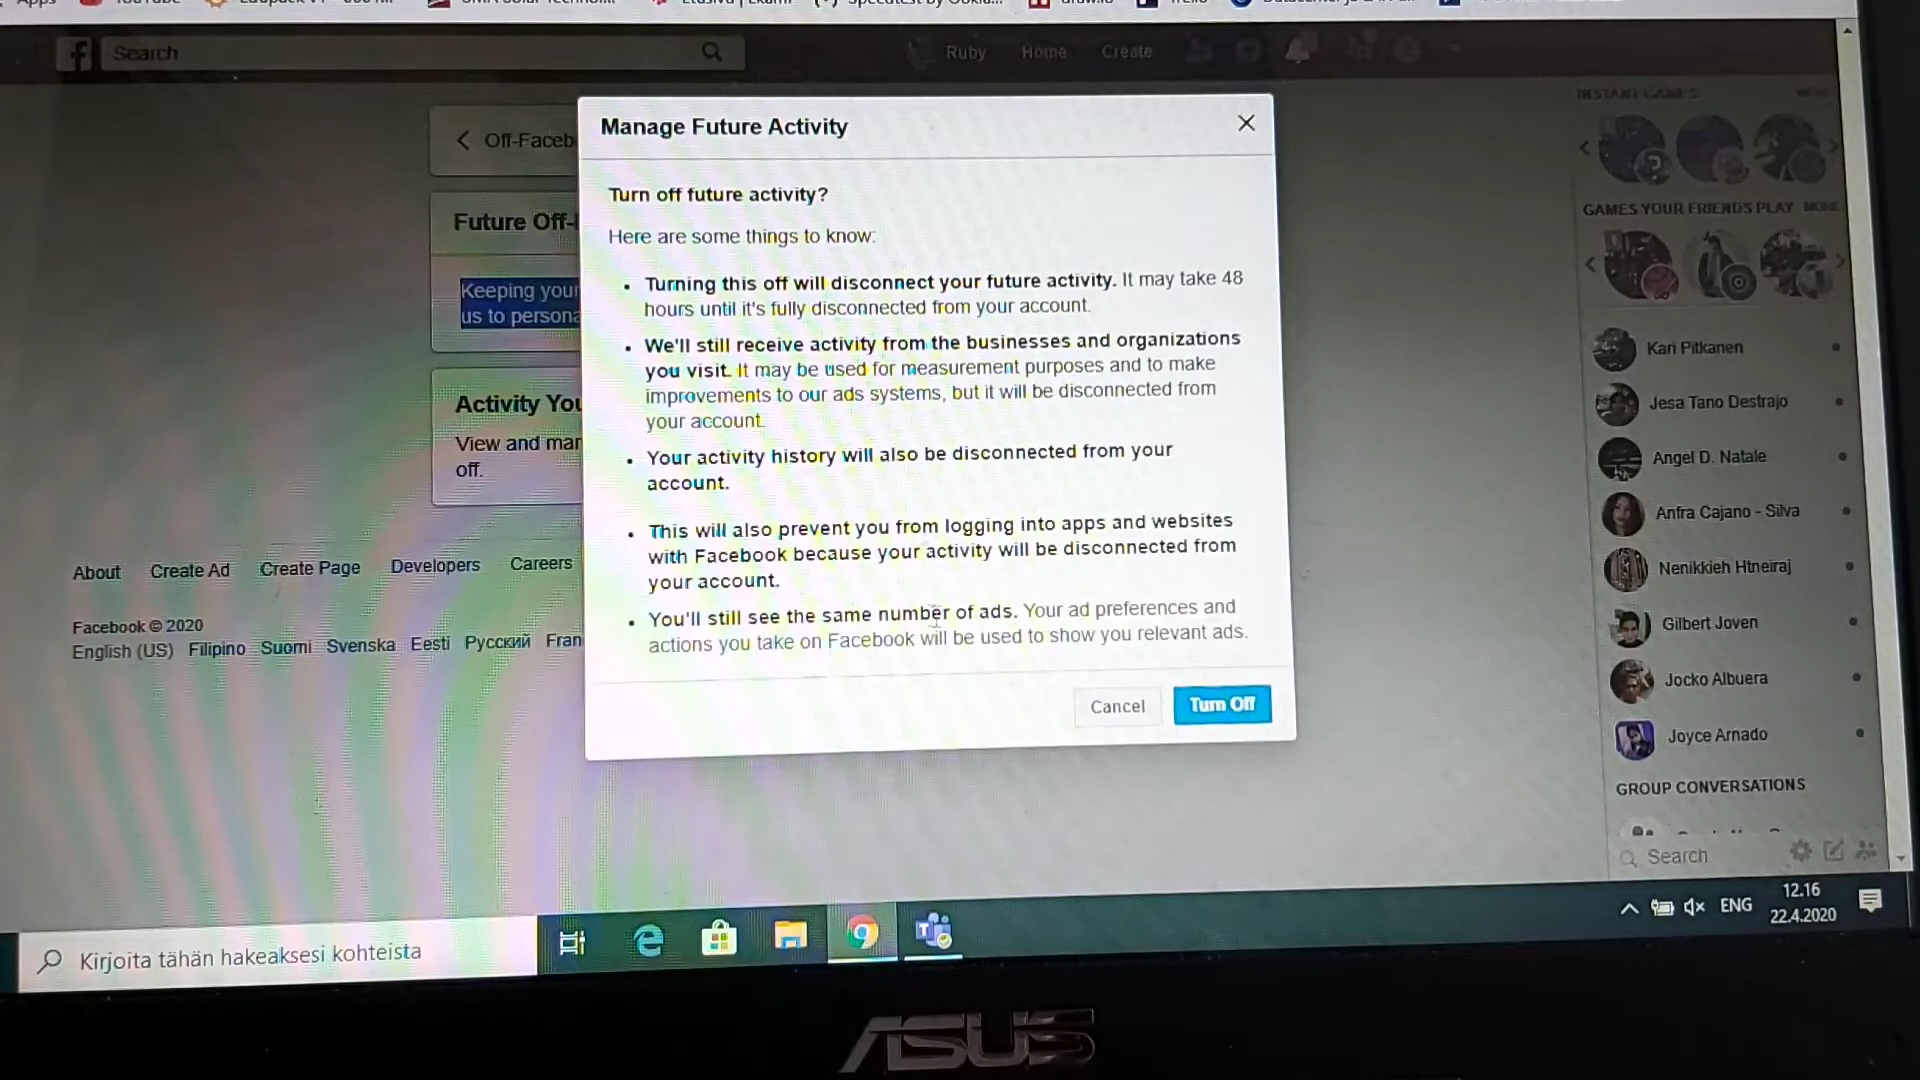 Apps
YouTube
Search
Ruby
Home
Create
INSTANT GAMES
MORE
Off-Faceb
Manage Future Activity
Future Off-
Keeping your
us to persona
Activity You
View and man
off.
Turn off future activity?
Here are some things to know:
Turning this off will disconnect your future activity. It may take 48
hours until it's fully disconnected from your account.
We'll still receive activity from the businesses and organizations
you visit. It may be used for measurement purposes and to make
improvements to our ads systems, but it will be disconnected from
your account.
Your activity history will also be disconnected from your
account.
This will also prevent you from logging into apps and websites
with Facebook because your activity will be disconnected from
your account.
You'll still see the same number of ads. Your ad preferences and
actions you take on Facebook will be used to show you relevant ads.
Cancel
Turn Off
GAMES YOUR FRIENDS PLAY
MORE
Kari Pitkanen
Jesa Tano Destrajo
Angel D. Natale
Anfra Cajano - Silva
Nenikkieh Htneiraj
Gilbert Joven
Jocko Albuera
Joyce Arnado
GROUP CONVERSATIONS
Search
About Create Ad Create Page Developers Careers
Facebook © 2020
English (US) Filipino Suomi Svenska Eesti Русский Fran
Kirjoita tähän hakeaksesi kohteista
ENG
12.16
22.4.2020
ASUS